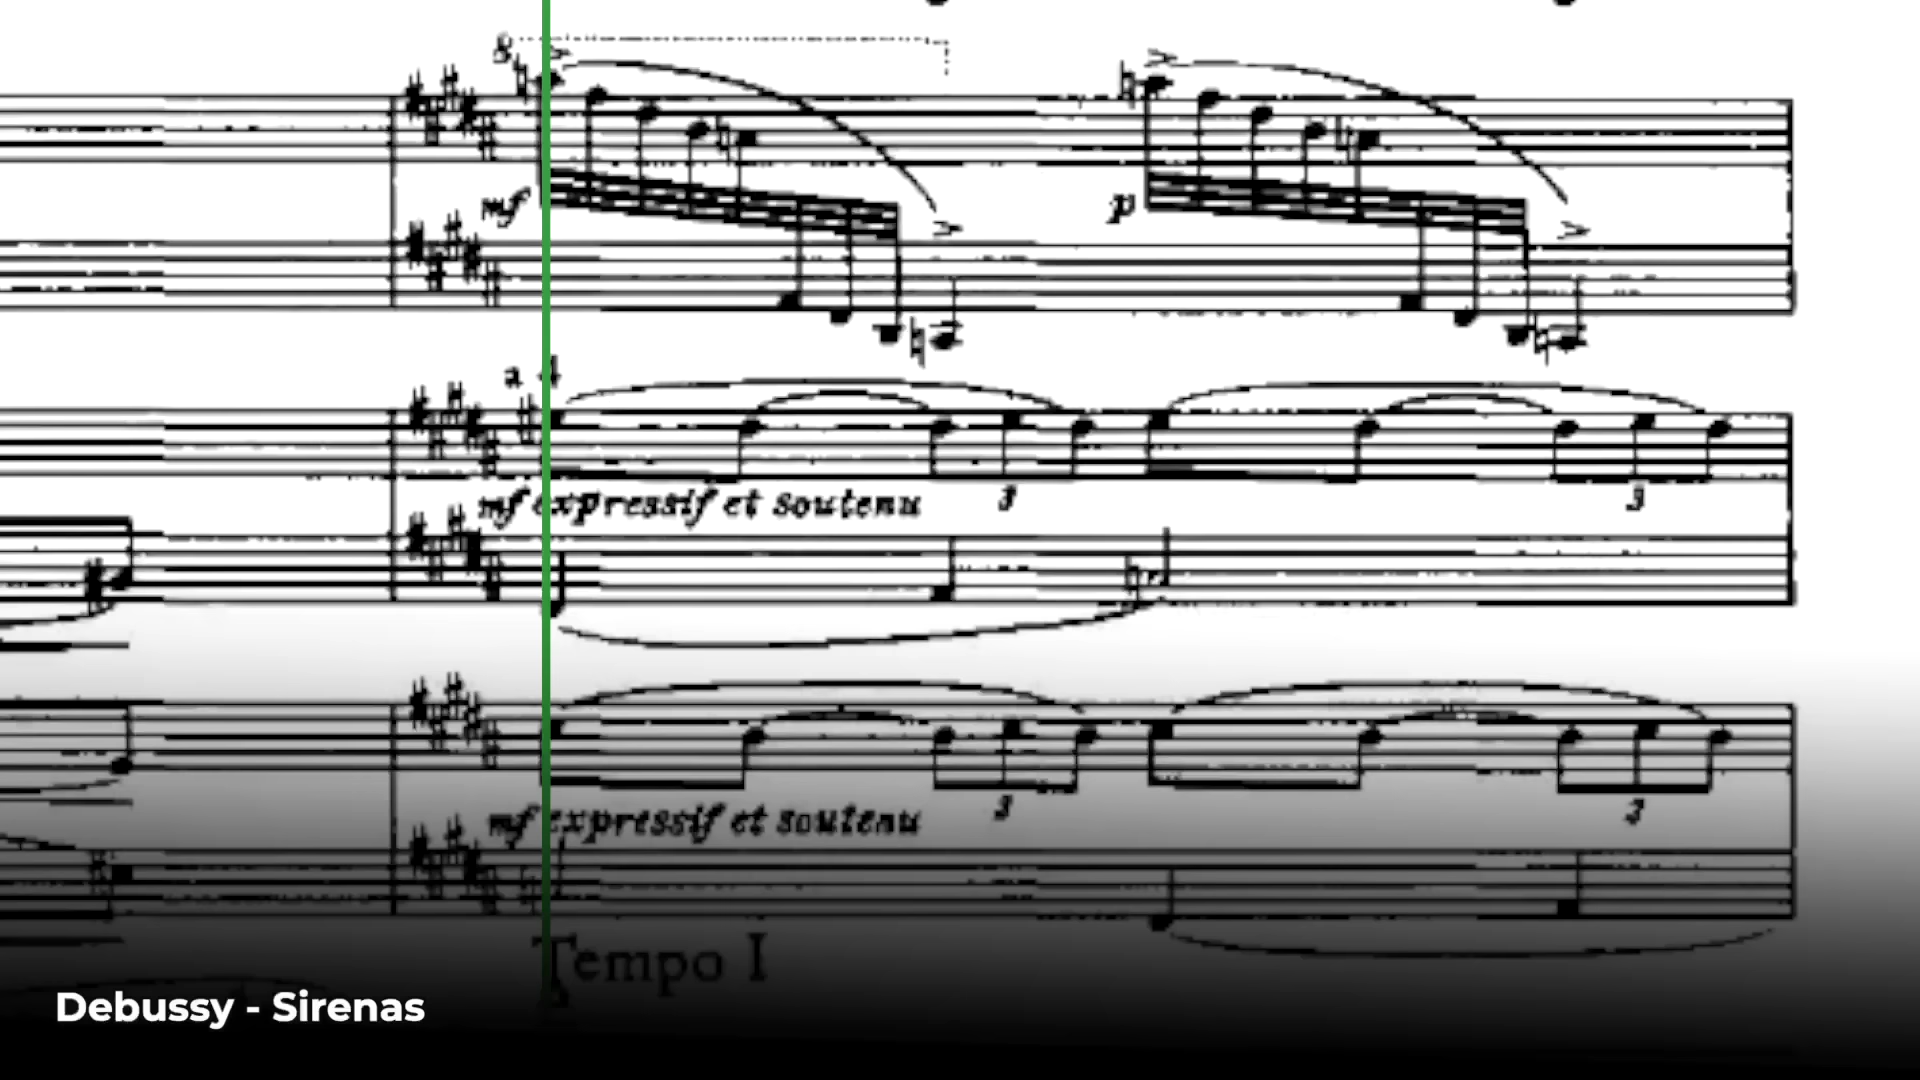 8
mf
p
a 4
mf expressif et soutenu
3
3
mf expressif et soutenu
3
3
Tempo I
Debussy - Sirenas